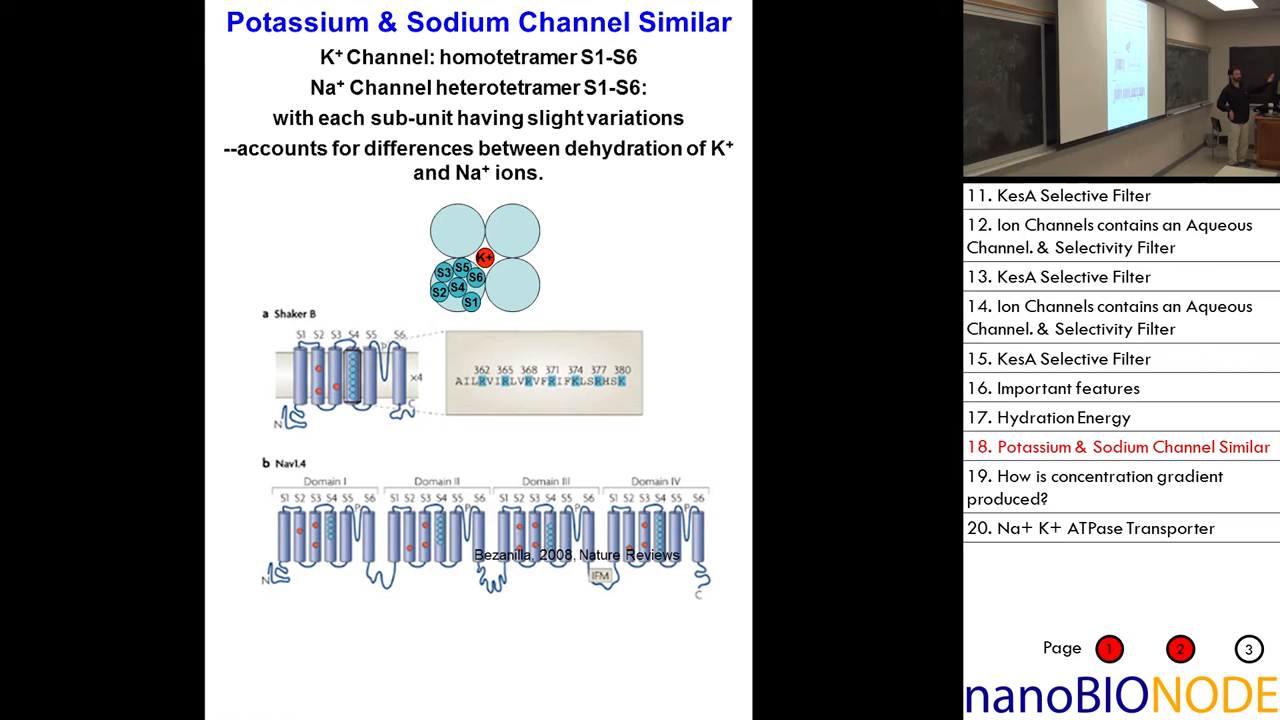 Potassium & Sodium Channel Similar
K+ Channel: homotetramer S1-S6
Na+ Channel heterotetramer S1-S6:
with each sub-unit having slight variations
--accounts for differences between dehydration of K+
and Na+ ions.
K+
S3 S5
S6
S2 S4
S1
a Shaker B
S1 S2 S3 S4 S5 S6
P
x4
N C
362 365 368 371 374 377 380
AILRVIRLVRVFRIFKLSRHSK
b Nav1.4
Domain I Domain II Domain III Domain IV
S1 S2 S3 S4 S5 S6 S1 S2 S3 S4 S5 S6 S1 S2 S3 S4 S5 S6 S1 S2 S3 S4 S5 S6
P P P P
Bezanilla, 2008, Nature Reviews
N IFM C
11. KesA Selective Filter
12. Ion Channels contains an Aqueous
Channel. & Selectivity Filter
13. KesA Selective Filter
14. Ion Channels contains an Aqueous
Channel. & Selectivity Filter
15. KesA Selective Filter
16. Important features
17. Hydration Energy
18. Potassium & Sodium Channel Similar
19. How is concentration gradient
produced?
20. Na+ K+ ATPase Transporter
Page 1 2 3
nanoBIONODE